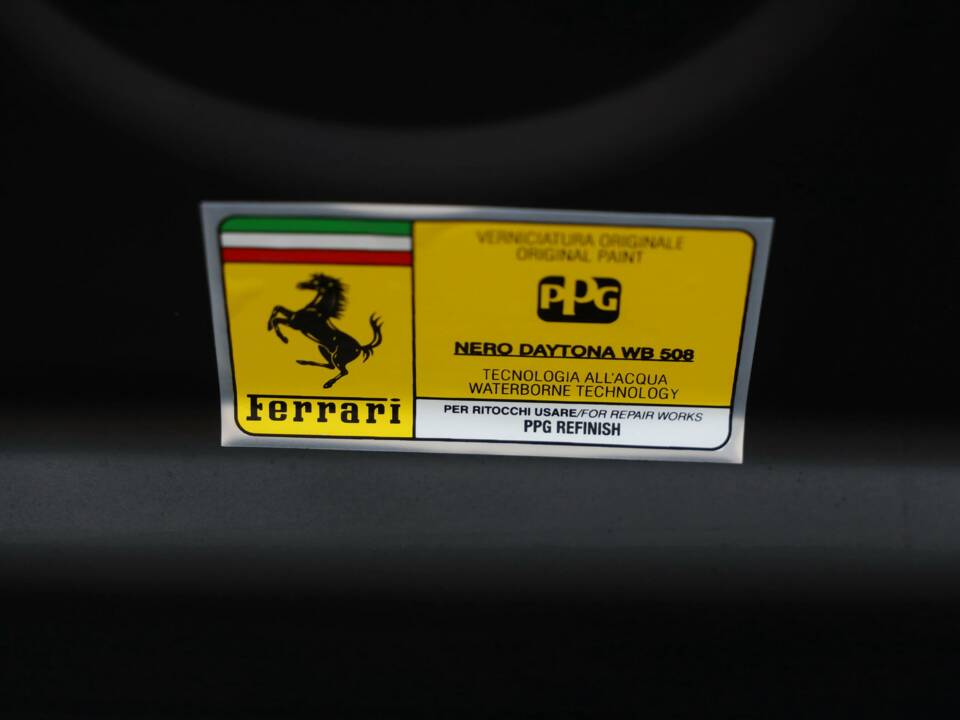 VERNICIATURA ORIGINALE
ORIGINAL PAINT
PPG
NERO DAYTONA WB 508
TECNOLOGIA ALL'ACQUA
WATERBORNE TECHNOLOGY
Ferrari
PER RITOCCHI USARE/FOR REPAIR WORKS
PPG REFINISH